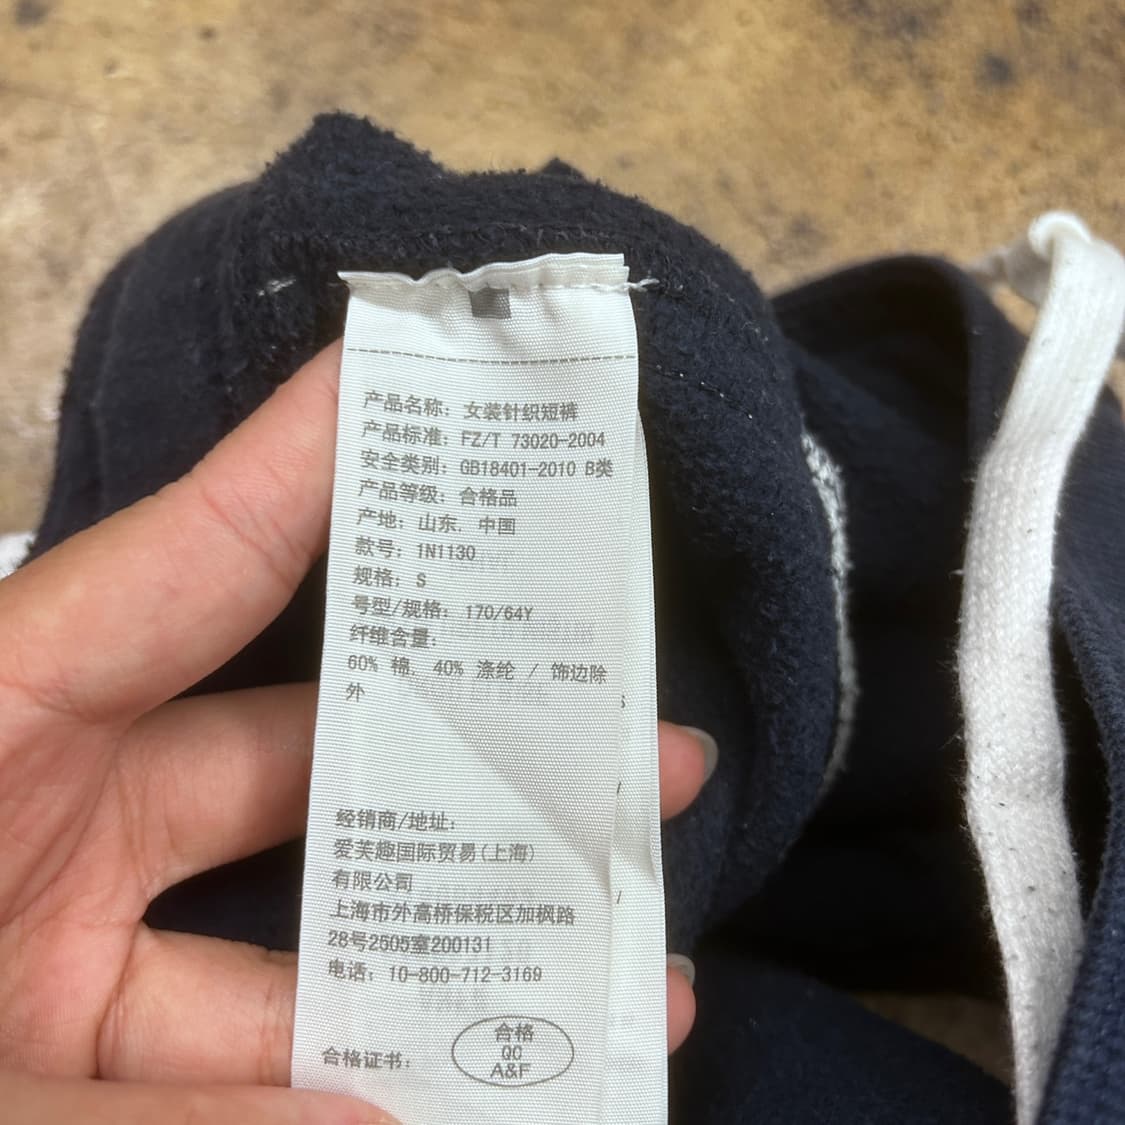 产品名称: 女装针织短裤
产品标准: FZ/T 73020-2004
安全类别: GB18401-2010 B类
产品等级: 合格品
产地: 山东, 中国
款号: 1N1130
规格: S
号型/规格: 170/64Y
纤维含量:
60% 棉, 40% 涤纶 / 饰边除
外
经销商/地址:
爱芙趣国际贸易(上海)
有限公司
上海市外高桥保税区加枫路
28号2505室200131
电话: 10-800-712-3169
合格证书:
合格
QC
A&F